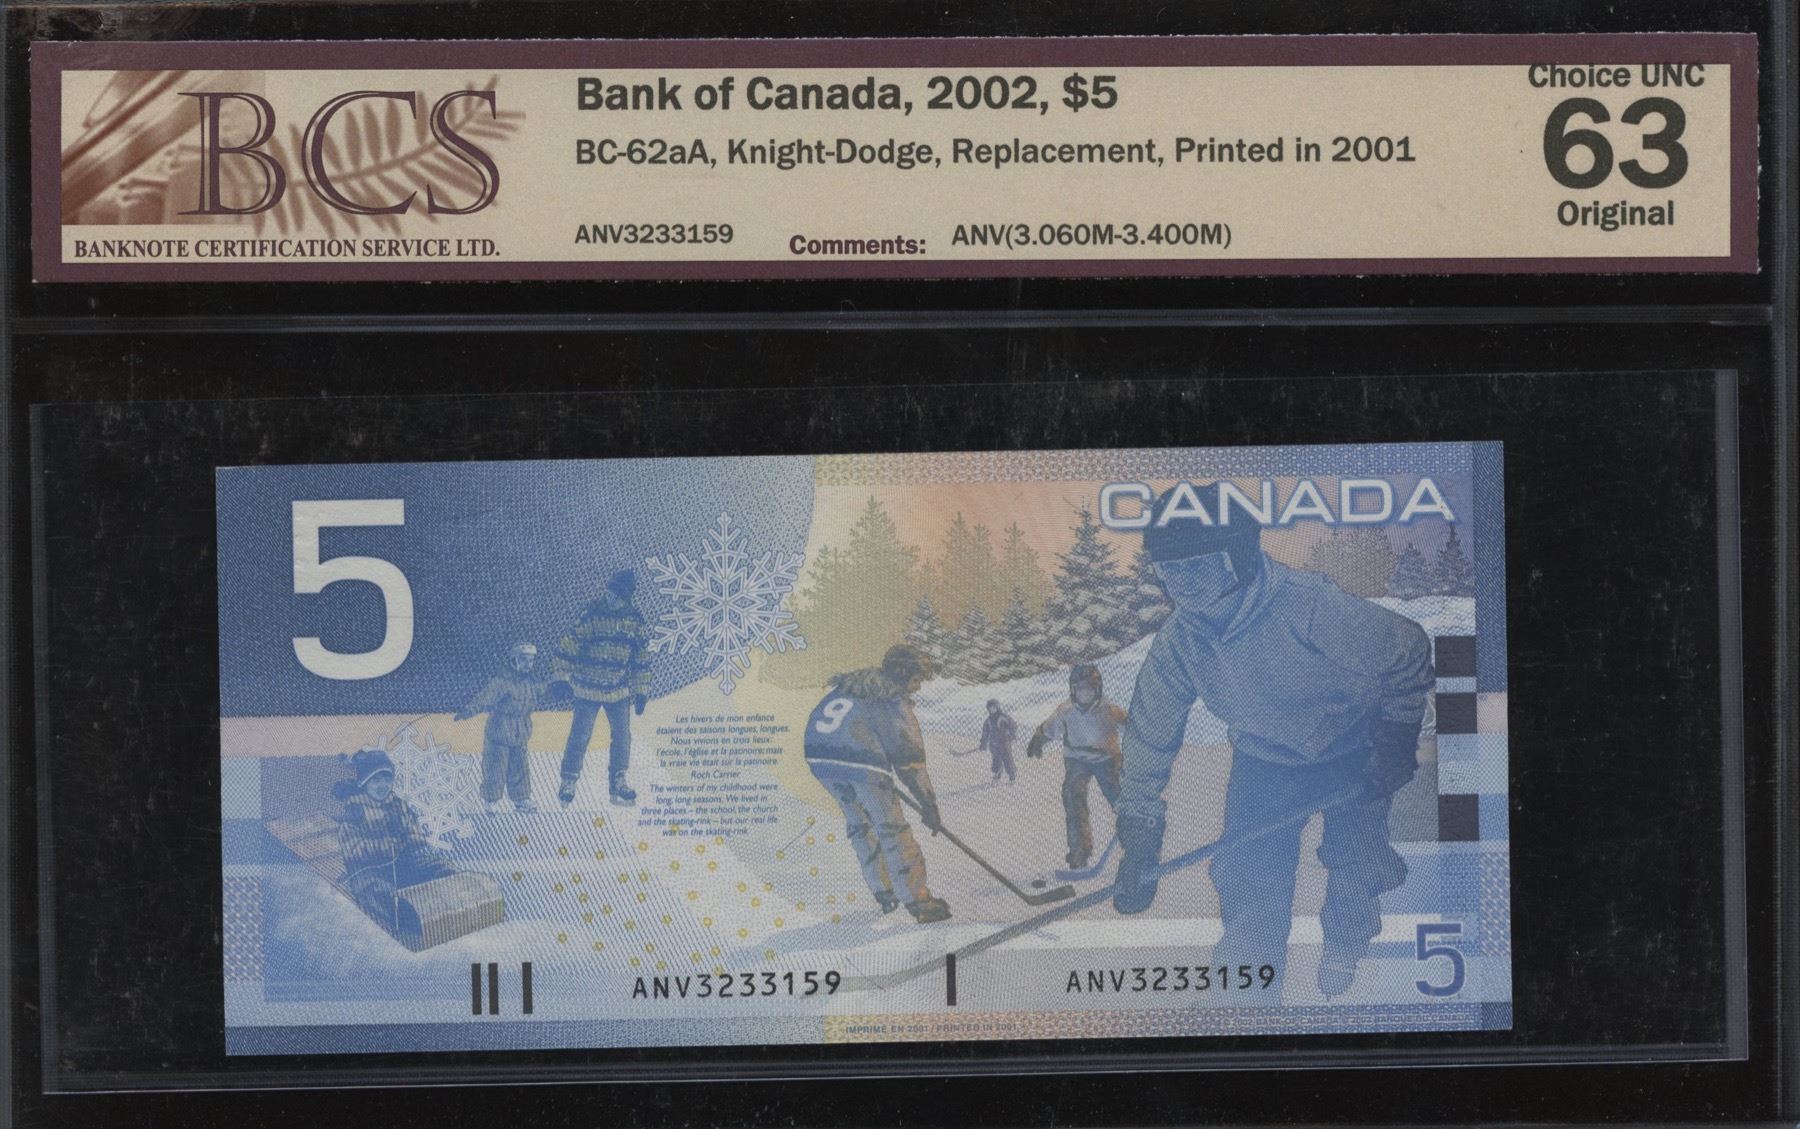 BCS
BANKNOTE CERTIFICATION SERVICE LTD.
Bank of Canada, 2002, $5
BC-62aA, Knight-Dodge, Replacement, Printed in 2001
ANV3233159
Comments: ANV(3.060M-3.400M)
Choice UNC
63
Original
5
CANADA
9
Les hivers de mon enfance
étaient des saisons longues, longues.
Nous vivions en trois lieux:
l'école, l'église et la patinoire; mais
la vraie vie était sur la patinoire.
Roch Carrier
The winters of my childhood were
long, long seasons. We lived in
three places – the school, the church
and the skating-rink – but our real life
was on the skating-rink.
ANV3233159
ANV3233159
5
IMPRIMÉ EN 2001 / PRINTED IN 2001